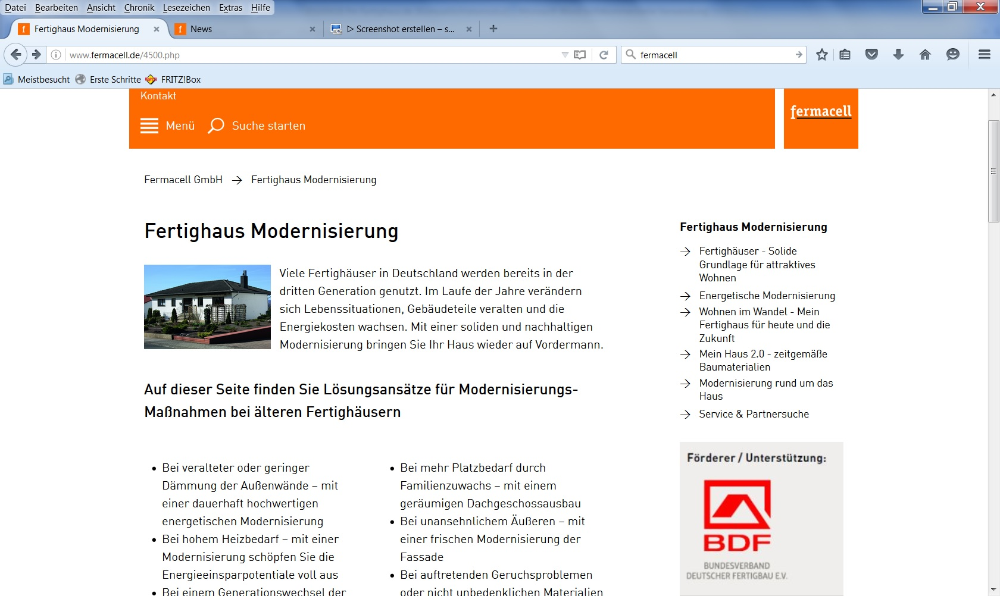 Datei Bearbeiten Ansicht Chronik Lesezeichen Extras Hilfe
Fertighaus Modernisierung
News
▷ Screenshot erstellen – s...
www.fermacell.de/4500.php
fermacell
Meistbesucht Erste Schritte FRITZ!Box
Kontakt
Menü Suche starten
fermacell
Fermacell GmbH → Fertighaus Modernisierung
Fertighaus Modernisierung
Viele Fertighäuser in Deutschland werden bereits in der
dritten Generation genutzt. Im Laufe der Jahre verändern
sich Lebenssituationen, Gebäudeteile veralten und die
Energiekosten wachsen. Mit einer soliden und nachhaltigen
Modernisierung bringen Sie Ihr Haus wieder auf Vordermann.
Auf dieser Seite finden Sie Lösungsansätze für Modernisierungs-
Maßnahmen bei älteren Fertighäusern
• Bei veralteter oder geringer
Dämmung der Außenwände – mit
einer dauerhaft hochwertigen
energetischen Modernisierung
• Bei hohem Heizbedarf – mit einer
Modernisierung schöpfen Sie die
Energieeinsparpotentiale voll aus
• Bei einem Generationswechsel der
• Bei mehr Platzbedarf durch
Familienzuwachs – mit einem
geräumigen Dachgeschossausbau
• Bei unansehnlichem Äußeren – mit
einer frischen Modernisierung der
Fassade
• Bei auftretenden Geruchsproblemen
oder nicht unbedenklichen Materialien
Fertighaus Modernisierung
→ Fertighäuser - Solide
Grundlage für attraktives
Wohnen
→ Energetische Modernisierung
→ Wohnen im Wandel - Mein
Fertighaus für heute und die
Zukunft
→ Mein Haus 2.0 - zeitgemäße
Baumaterialien
→ Modernisierung rund um das
Haus
→ Service & Partnersuche
Förderer / Unterstützung:
BDF
BUNDESVERBAND
DEUTSCHER FERTIGBAU E.V.